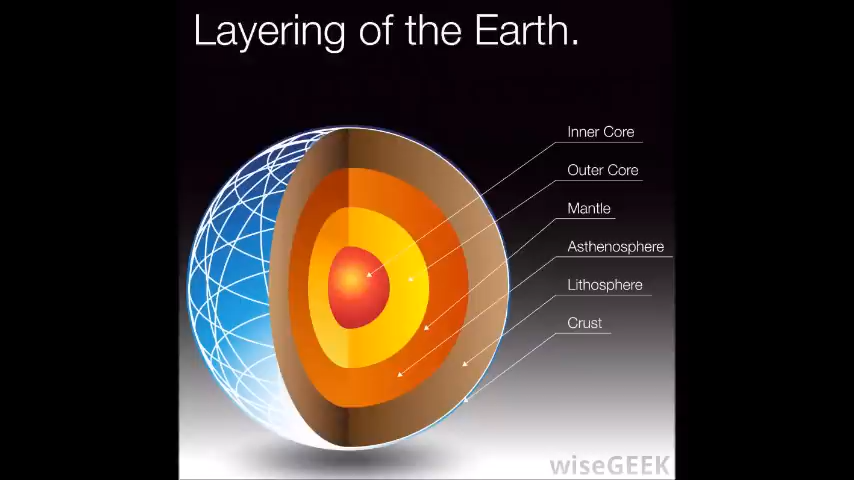 Layering of the Earth.
Inner Core
Outer Core
Mantle
Asthenosphere
Lithosphere
Crust
wiseGEEK